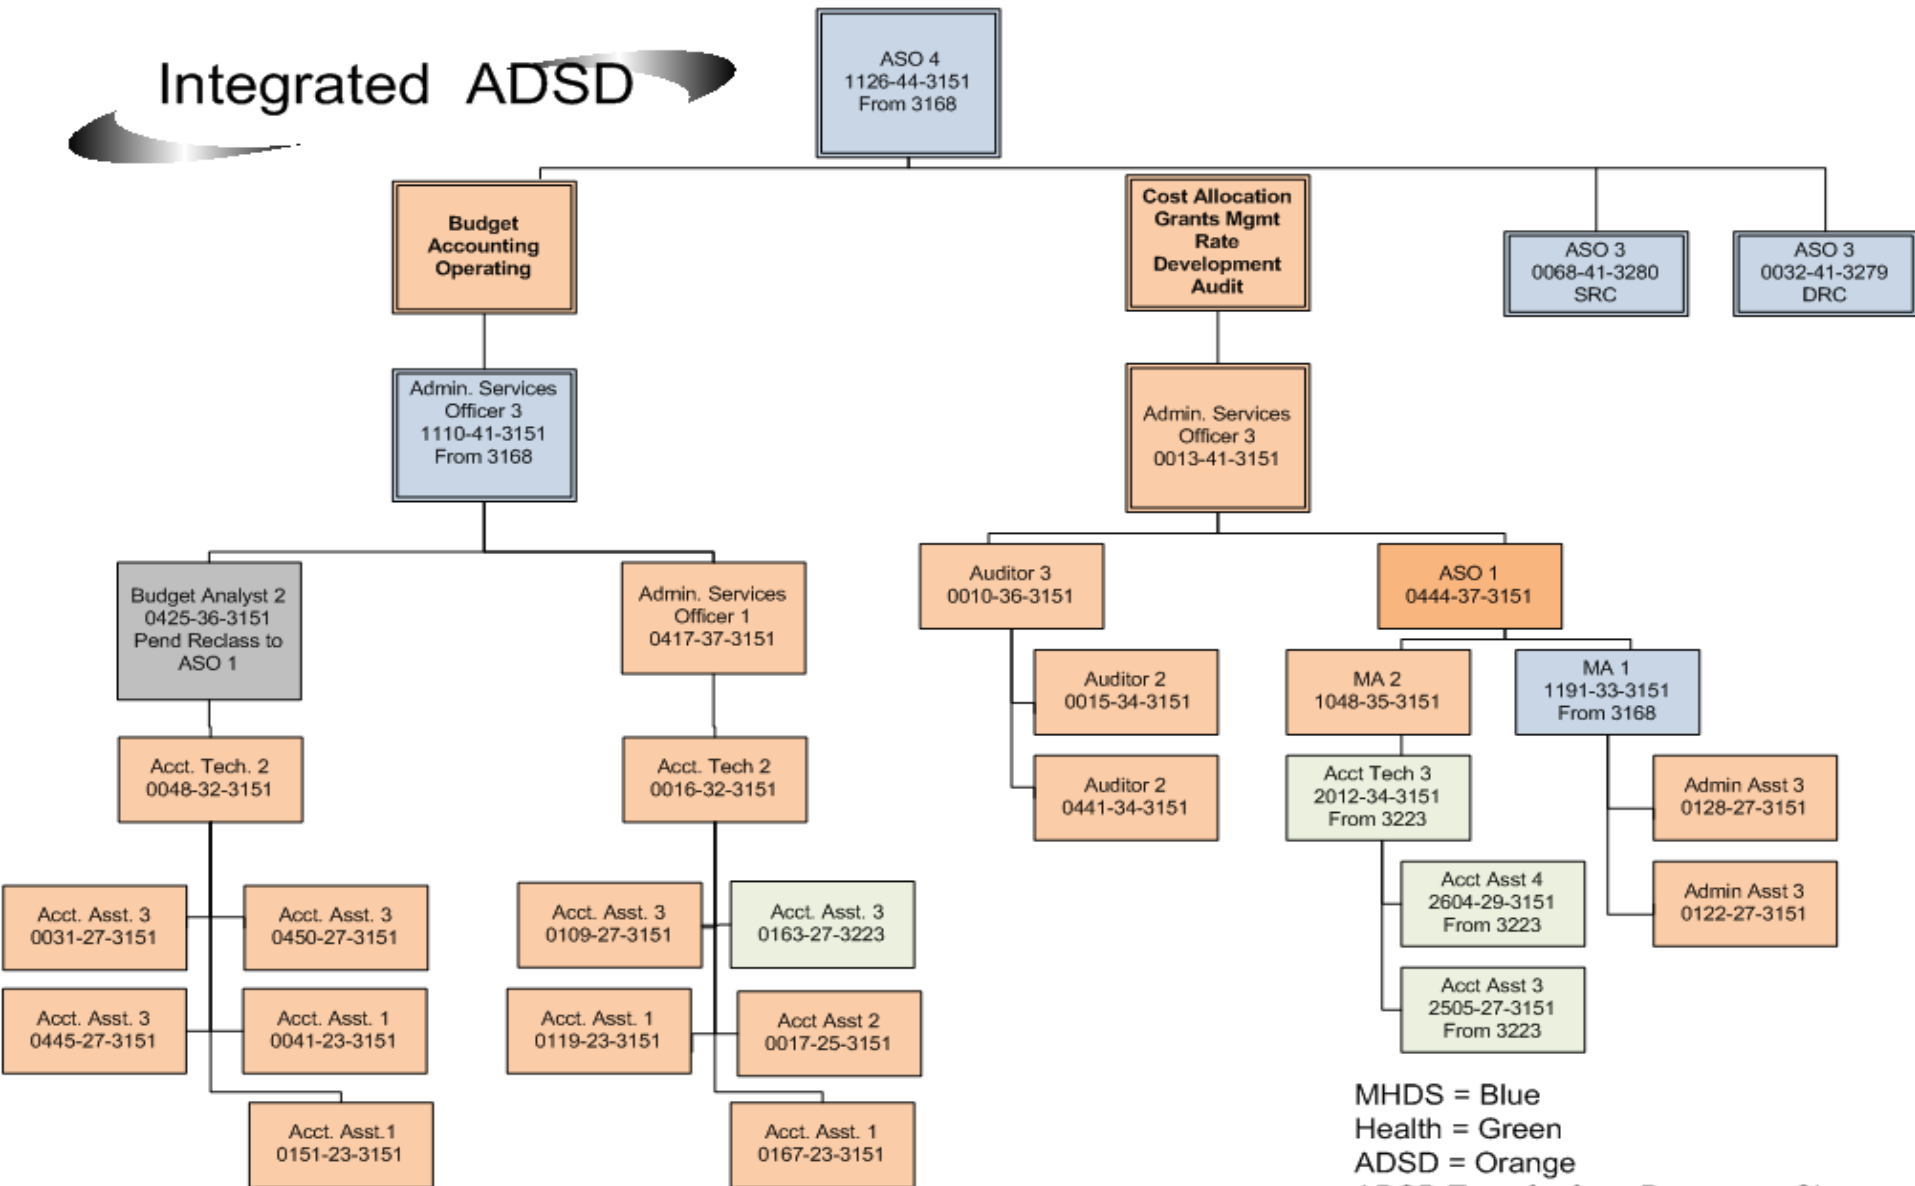 Integrated ADSD
ASO 4
1126-44-3151
From 3168
Budget
Accounting
Operating
Cost Allocation
Grants Mgmt
Rate
Development
Audit
ASO 3
0068-41-3280
SRC
ASO 3
0032-41-3279
DRC
Admin. Services
Officer 3
1110-41-3151
From 3168
Admin. Services
Officer 3
0013-41-3151
Budget Analyst 2
0425-36-3151
Pend Reclass to
ASO 1
Admin. Services
Officer 1
0417-37-3151
Auditor 3
0010-36-3151
ASO 1
0444-37-3151
Auditor 2
0015-34-3151
MA 2
1048-35-3151
MA 1
1191-33-3151
From 3168
Acct. Tech. 2
0048-32-3151
Acct. Tech 2
0016-32-3151
Auditor 2
0441-34-3151
Acct Tech 3
2012-34-3151
From 3223
Admin Asst 3
0128-27-3151
Acct. Asst. 3
0031-27-3151
Acct. Asst. 3
0450-27-3151
Acct. Asst. 3
0109-27-3151
Acct. Asst. 3
0163-27-3223
Acct Asst 4
2604-29-3151
From 3223
Admin Asst 3
0122-27-3151
Acct. Asst. 3
0445-27-3151
Acct. Asst. 1
0041-23-3151
Acct. Asst. 1
0119-23-3151
Acct Asst 2
0017-25-3151
Acct Asst 3
2505-27-3151
From 3223
Acct. Asst.1
0151-23-3151
Acct. Asst. 1
0167-23-3151
MHDS = Blue
Health = Green
ADSD = Orange